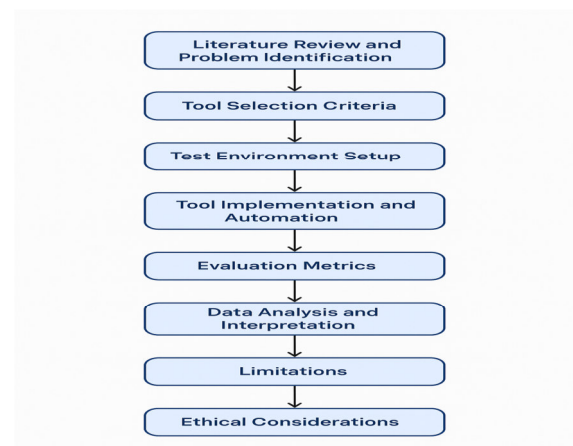 Literature Review and
Problem Identification
Tool Selection Criteria
Test Environment Setup
Tool Implementation and
Automation
Evaluation Metrics
Data Analysis and
Interpretation
Limitations
Ethical Considerations